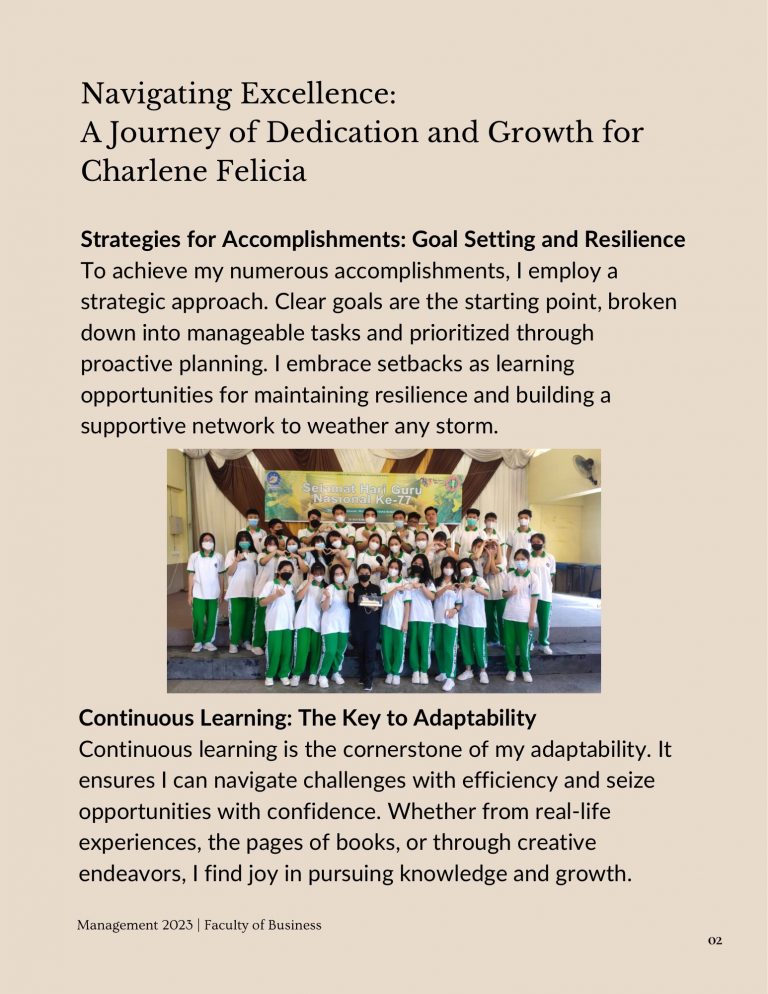 Navigating Excellence:
A Journey of Dedication and Growth for
Charlene Felicia
Strategies for Accomplishments: Goal Setting and Resilience
To achieve my numerous accomplishments, I employ a
strategic approach. Clear goals are the starting point, broken
down into manageable tasks and prioritized through
proactive planning. I embrace setbacks as learning
opportunities for maintaining resilience and building a
supportive network to weather any storm.
Selamat Hari Guru
Nasional Ke-77
Continuous Learning: The Key to Adaptability
Continuous learning is the cornerstone of my adaptability. It
ensures I can navigate challenges with efficiency and seize
opportunities with confidence. Whether from real-life
experiences, the pages of books, or through creative
endeavors, I find joy in pursuing knowledge and growth.
Management 2023 | Faculty of Business
02